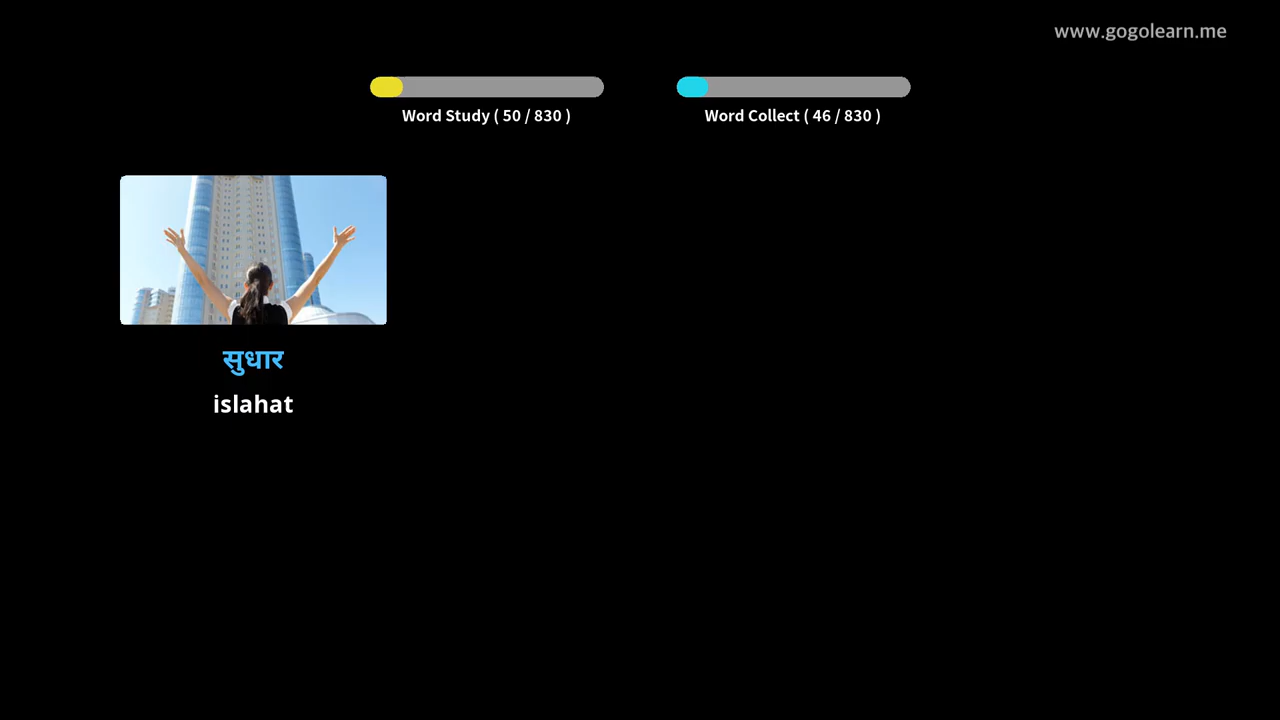 www.gogolearn.me
Word Study ( 50 / 830 )
Word Collect ( 46 / 830 )
सुधार
islahat